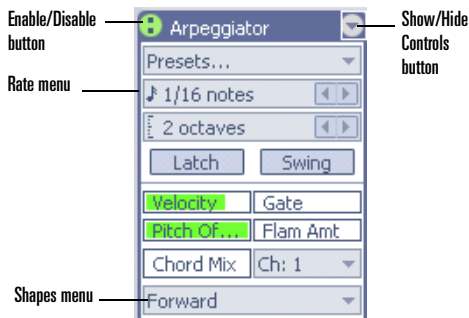 Enable/Disable
button
Arpeggiator
Show/Hide
Controls
button
Presets...
Rate menu
1/16 notes
2 octaves
Latch Swing
Velocity Gate
Pitch Of... Flam Amt
Chord Mix Ch: 1
Shapes menu
Forward